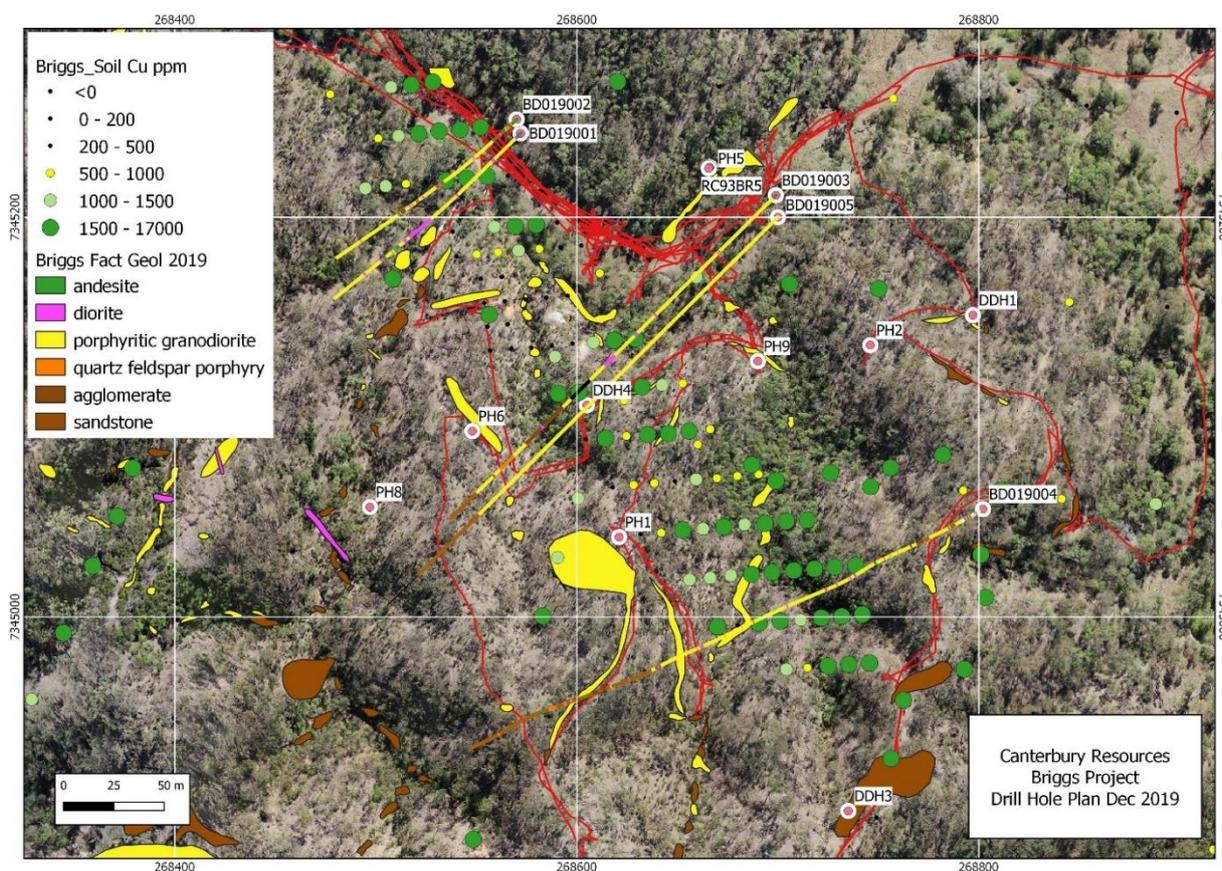 268400
268600
268800
Briggs_Soil Cu ppm
<0
0 - 200
200 - 500
500 - 1000
1000 - 1500
1500 - 17000
Briggs Fact Geol 2019
andesite
diorite
porphyritic granodiorite
quartz feldspar porphyry
agglomerate
sandstone
BD019002
BD019001
PH5
RC93BR5
BD019003
BD019005
7345200
DDH1
PH2
PH9
DDH4
PH6
PH8
BD019004
PH1
7345000
DDH3
0 25 50 m
Canterbury Resources
Briggs Project
Drill Hole Plan Dec 2019
268400
268600
268800